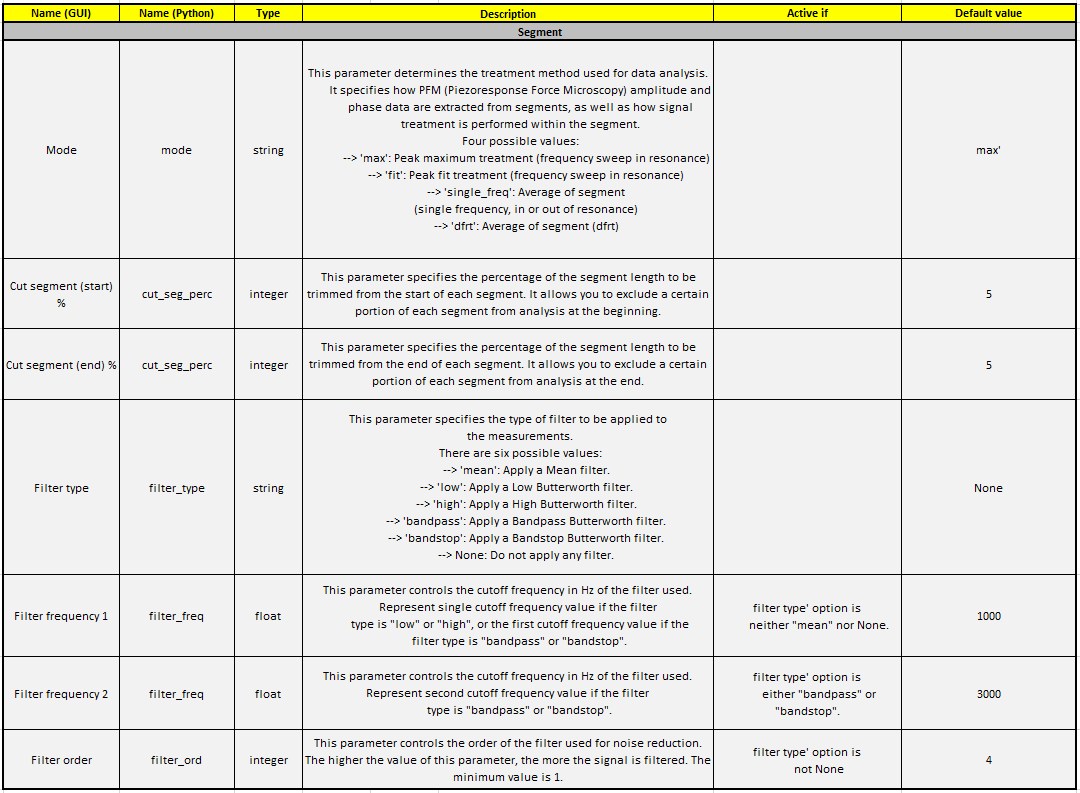 Name (GUI) Name (Python) Type Description Active if Default value
Segment
Mode mode string
This parameter determines the treatment method used for data analysis.
It specifies how PFM (Piezoresponse Force Microscopy) amplitude and
phase data are extracted from segments, as well as how signal
treatment is performed within the segment.
Four possible values:
--> 'max': Peak maximum treatment (frequency sweep in resonance)
--> 'fit': Peak fit treatment (frequency sweep in resonance)
--> 'single_freq': Average of segment
(single frequency, in or out of resonance)
--> 'dfrt': Average of segment (dfrt)
max'
Cut segment (start)
%
cut_seg_perc integer
This parameter specifies the percentage of the segment length to be
trimmed from the start of each segment. It allows you to exclude a certain
portion of each segment from analysis at the beginning.
5
Cut segment (end) % cut_seg_perc integer
This parameter specifies the percentage of the segment length to be
trimmed from the end of each segment. It allows you to exclude a certain
portion of each segment from analysis at the end.
5
Filter type filter_type string
This parameter specifies the type of filter to be applied to
the measurements.
There are six possible values:
--> 'mean': Apply a Mean filter.
--> 'low': Apply a Low Butterworth filter.
--> 'high': Apply a High Butterworth filter.
--> 'bandpass': Apply a Bandpass Butterworth filter.
--> 'bandstop': Apply a Bandstop Butterworth filter.
--> None: Do not apply any filter.
None
Filter frequency 1 filter_freq float
This parameter controls the cutoff frequency in Hz of the filter used.
Represent single cutoff frequency value if the filter
type is "low" or "high", or the first cutoff frequency value if the
filter type is "bandpass" or "bandstop".
filter type' option is
neither "mean" nor None.
1000
Filter frequency 2 filter_freq float
This parameter controls the cutoff frequency in Hz of the filter used.
Represent second cutoff frequency value if the filter
type is "bandpass" or "bandstop".
filter type' option is
either "bandpass" or
"bandstop".
3000
Filter order filter_ord integer
This parameter controls the order of the filter used for noise reduction.
The higher the value of this parameter, the more the signal is filtered. The
minimum value is 1.
filter type' option is
not None
4